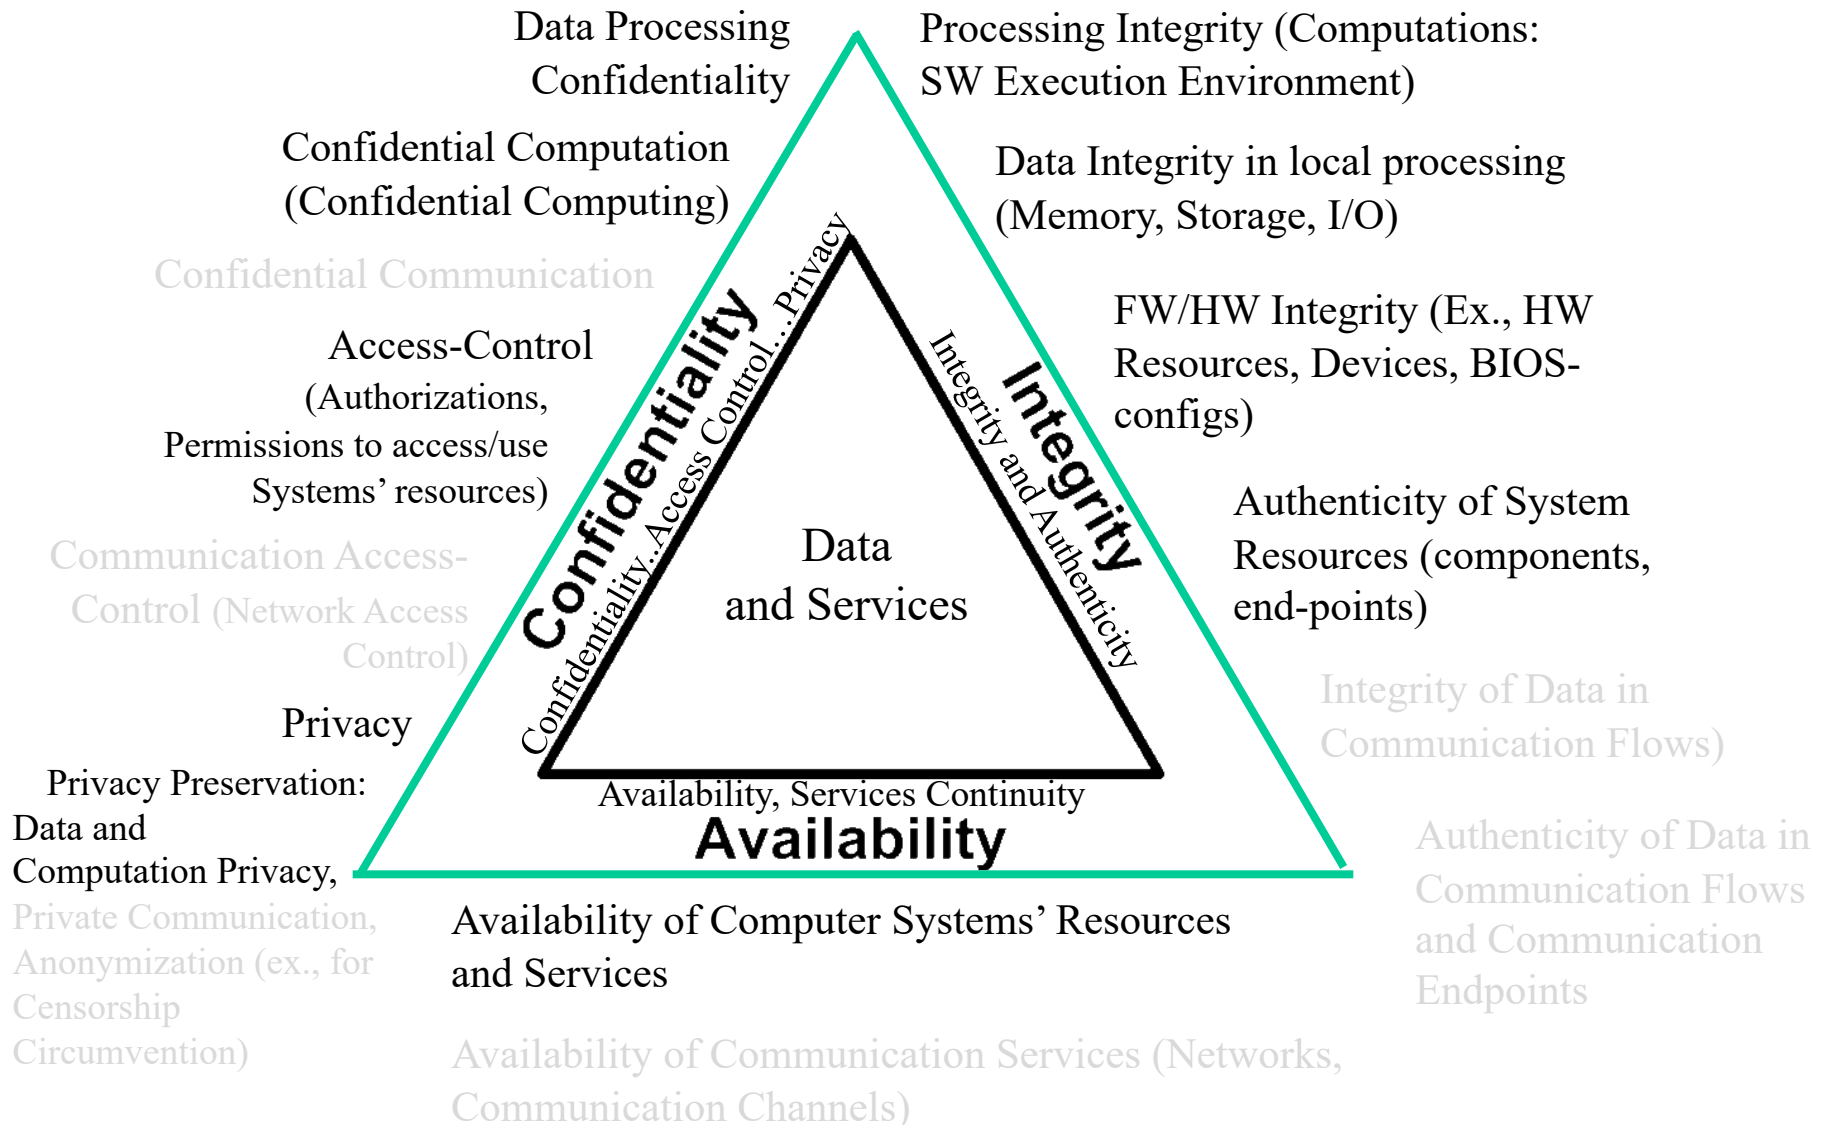 Data Processing
Confidentiality
Confidential Computation
(Confidential Computing)
Confidential Communication
Access-Control
(Authorizations,
Permissions to access/use
Systems’ resources)
Communication Access-
Control (Network Access
Control)
Privacy
Privacy Preservation:
Data and
Computation Privacy,
Private Communication,
Anonymization (ex., for
Censorship
Circumvention)
Confidentiality
Confidentiality..Access Control….Privacy
Data
and Services
Integrity and Authenticity
Integrity
Availability, Services Continuity
Availability
Availability of Computer Systems’ Resources
and Services
Availability of Communication Services (Networks,
Communication Channels)
Processing Integrity (Computations:
SW Execution Environment)
Data Integrity in local processing
(Memory, Storage, I/O)
FW/HW Integrity (Ex., HW
Resources, Devices, BIOS-
configs)
Authenticity of System
Resources (components,
end-points)
Integrity of Data in
Communication Flows)
Authenticity of Data in
Communication Flows
and Communication
Endpoints